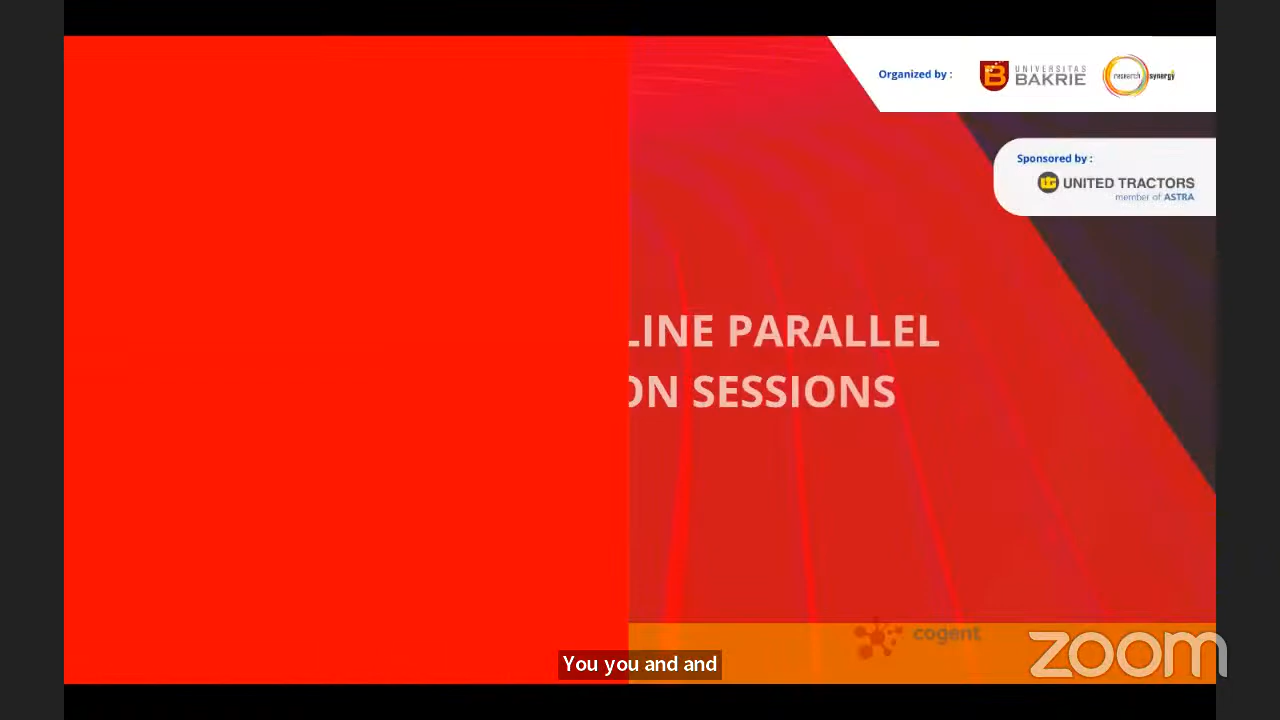 Organized by :
UNIVERSITAS
BAKRIE
research synergy
Sponsored by :
UNITED TRACTORS
member of ASTRA
LINE PARALLEL
ON SESSIONS
cogent
zoom
You you and and